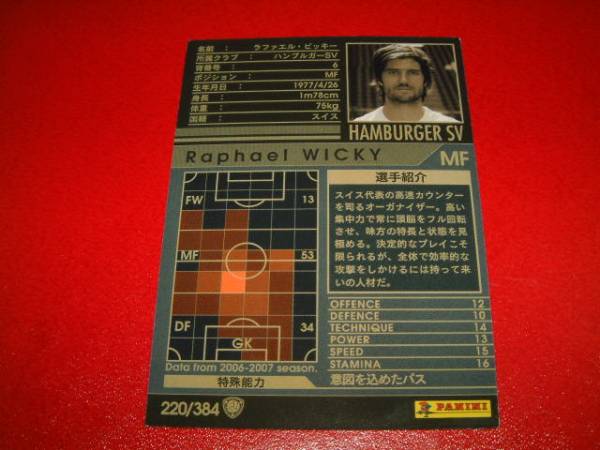 名前 : ラファエル・ビッキー
所属クラブ : ハンブルガーSV
背番号 : 6
ポジション : MF
生年月日 : 1977/4/26
身長 : 1m78cm
体重 : 75kg
国籍 : スイス
HAMBURGER SV
Raphael WICKY MF
FW 13
MF 53
DF 34
GK
Data from 2006-2007 season.
選手紹介
スイス代表の高速カウンター
を司るオーガナイザー。高い
集中力で常に頭脳をフル回転
させ、味方の特長と状態を見
極める。決定的なプレイこそ
限られるが、全体で効率的な
攻撃をしかけるには持って来
いの人材だ。
OFFENCE 12
DEFENCE 10
TECHNIQUE 14
POWER 13
SPEED 15
STAMINA 16
特殊能力 意図を込めたパス
220/384
PANINI